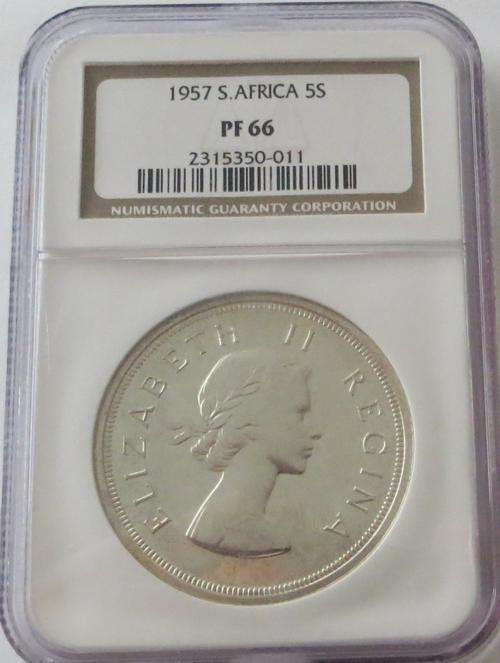 1957 S.AFRICA 5S
PF 66
2315350-011
NUMISMATIC GUARANTY CORPORATION
ELIZABETH II REGINA